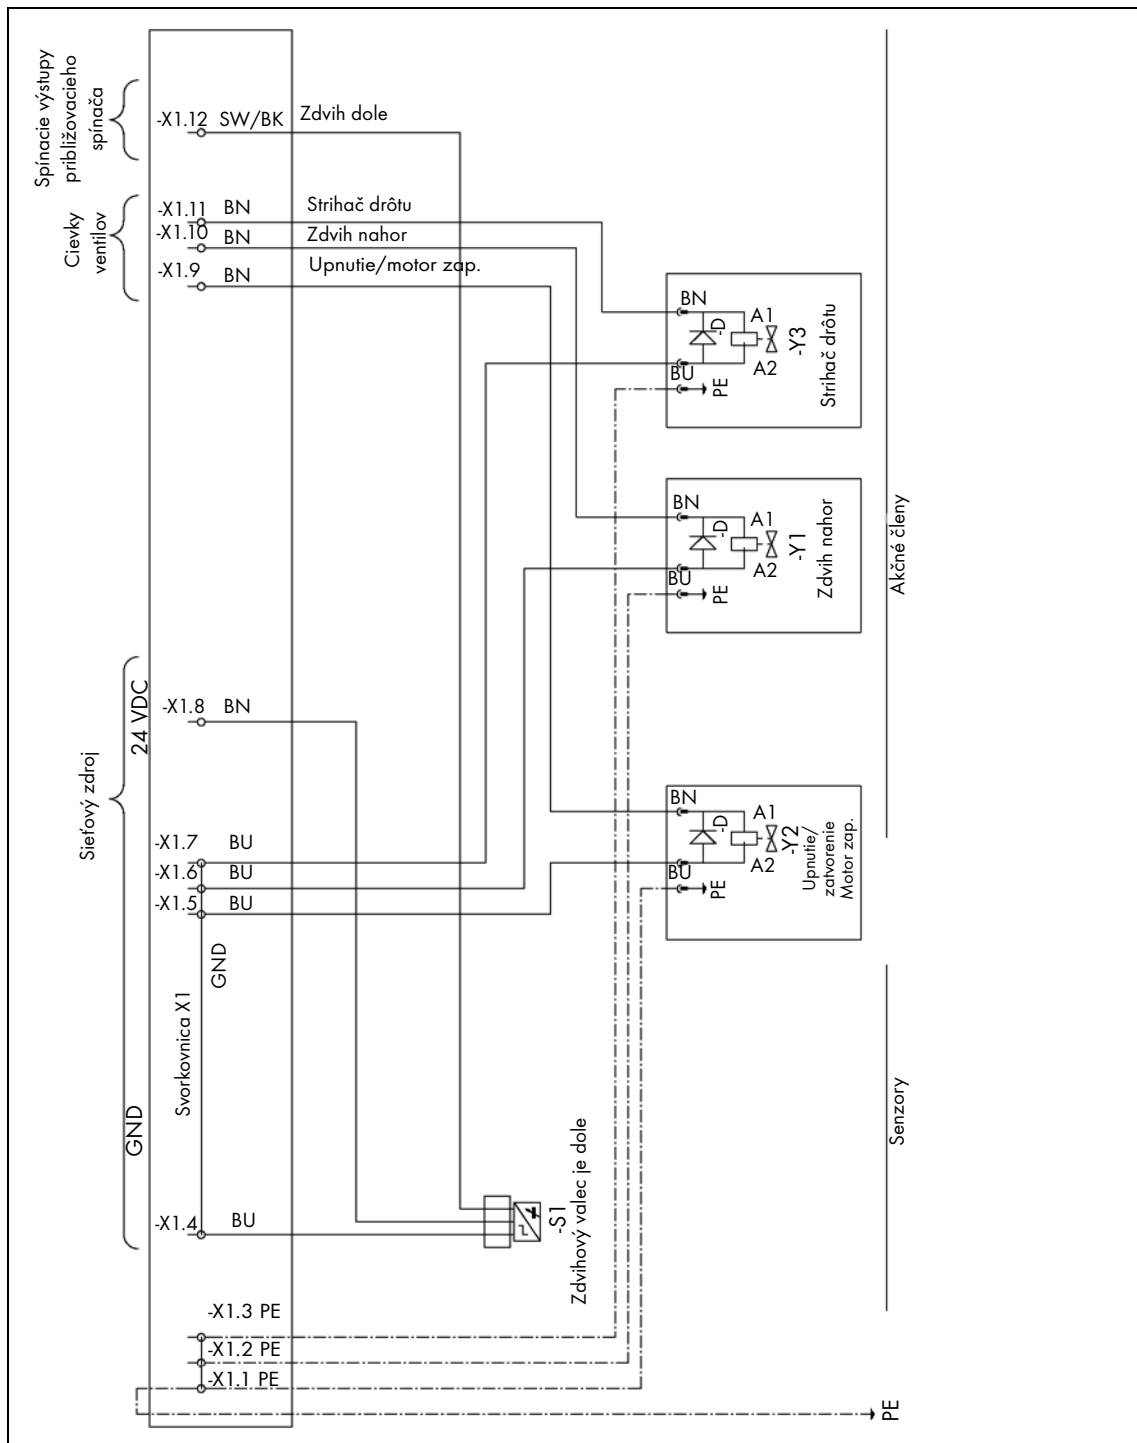 Spínacie výstupy
približovacieho
spínača
-X1.12 SW/BK Zdvih dole
Cievky
ventilov
-X1.11 BN Strihač drôtu
-X1.10 BN Zdvih nahor
-X1.9 BN Upnutie/motor zap.
BN
-D
A1
A2
-Y3
Strihač drôtu
BU
PE
BN
-D
A1
A2
-Y1
Zdvih nahor
BU
PE
Akčné členy
Sieťový zdroj
24 VDC
-X1.8 BN
BN
-D
A1
A2
-Y2
Upnutie/
zatvorenie
Motor zap.
BU
PE
-X1.7 BU
-X1.6 BU
-X1.5 BU
GND
Svorkovnica X1
GND
-X1.4 BU
-S1
Zdvihový valec je dole
Senzory
-X1.3 PE
-X1.2 PE
-X1.1 PE
PE